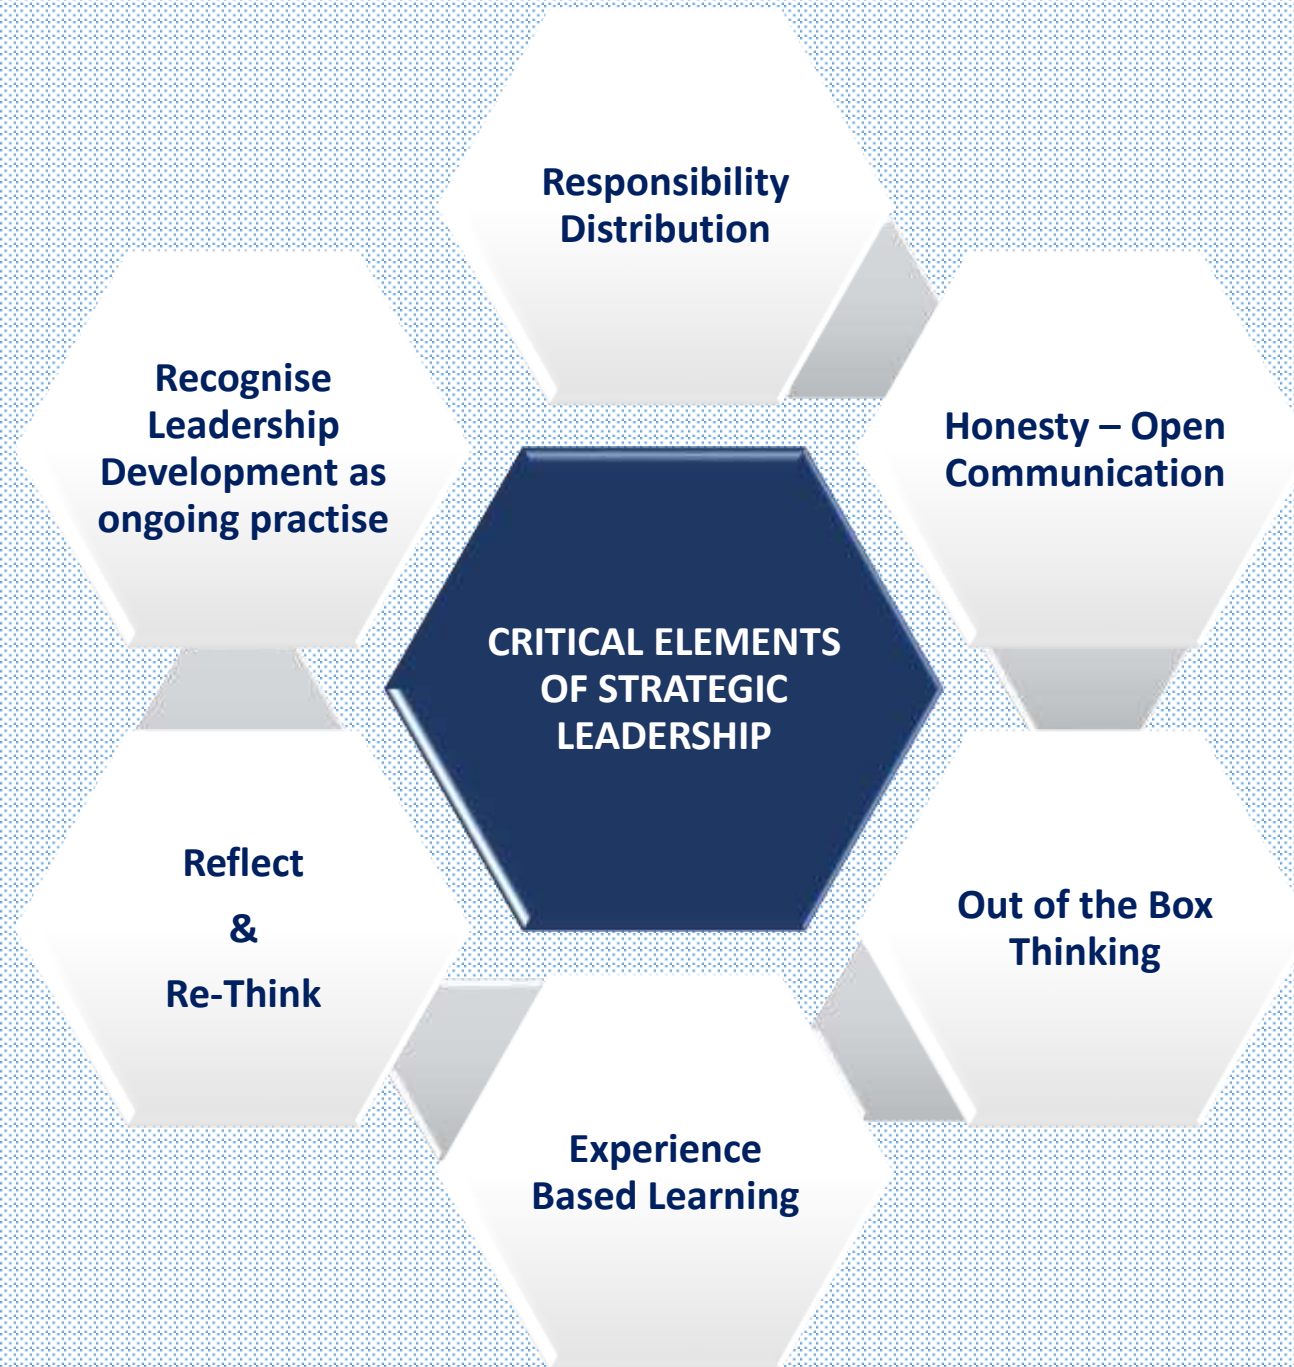 Responsibility
Distribution
Honesty – Open
Communication
Out of the Box
Thinking
Experience
Based Learning
Reflect
&
Re-Think
Recognise
Leadership
Development as
ongoing practise
CRITICAL ELEMENTS
OF STRATEGIC
LEADERSHIP